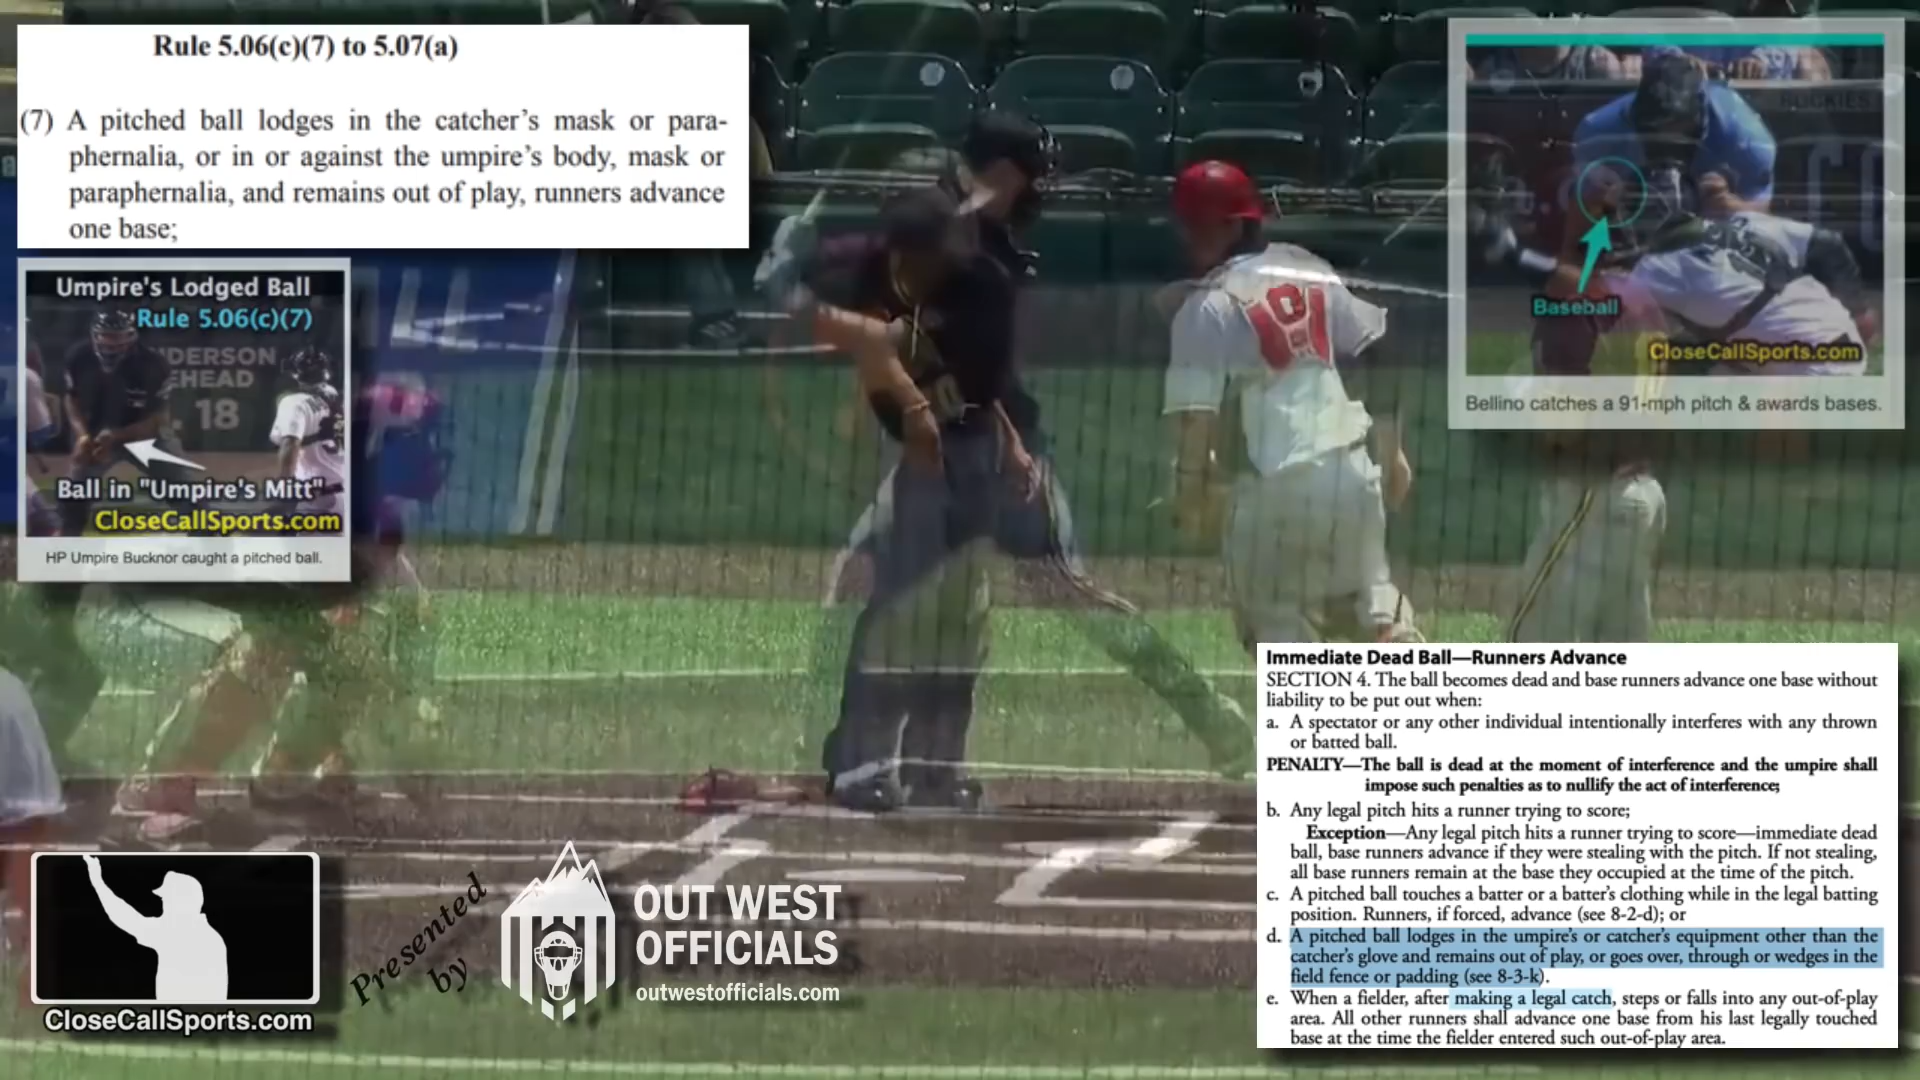 Rule 5.06(c)(7) to 5.07(a)
(7) A pitched ball lodges in the catcher's mask or para-
phernalia, or in or against the umpire's body, mask or
paraphernalia, and remains out of play, runners advance
one base;
Umpire's Lodged Ball
Rule 5.06(c)(7)
Ball in "Umpire's Mitt"
CloseCallSports.com
HP Umpire Bucknor caught a pitched ball.
Baseball
CloseCallSports.com
Bellino catches a 91-mph pitch & awards bases.
Immediate Dead Ball—Runners Advance
SECTION 4. The ball becomes dead and base runners advance one base without
liability to be put out when:
a. A spectator or any other individual intentionally interferes with any thrown
or batted ball.
PENALTY—The ball is dead at the moment of interference and the umpire shall
impose such penalties as to nullify the act of interference;
b. Any legal pitch hits a runner trying to score;
Exception—Any legal pitch hits a runner trying to score—immediate dead
ball, base runners advance if they were stealing with the pitch. If not stealing,
all base runners remain at the base they occupied at the time of the pitch.
c. A pitched ball touches a batter or a batter's clothing while in the legal batting
position. Runners, if forced, advance (see 8-2-d); or
d. A pitched ball lodges in the umpire's or catcher's equipment other than the
catcher's glove and remains out of play, or goes over, through or wedges in the
field fence or padding (see 8-3-k).
e. When a fielder, after making a legal catch, steps or falls into any out-of-play
area. All other runners shall advance one base from his last legally touched
base at the time the fielder entered such out-of-play area.
CloseCallSports.com
Presented
by
OUT WEST
OFFICIALS
outwestofficials.com